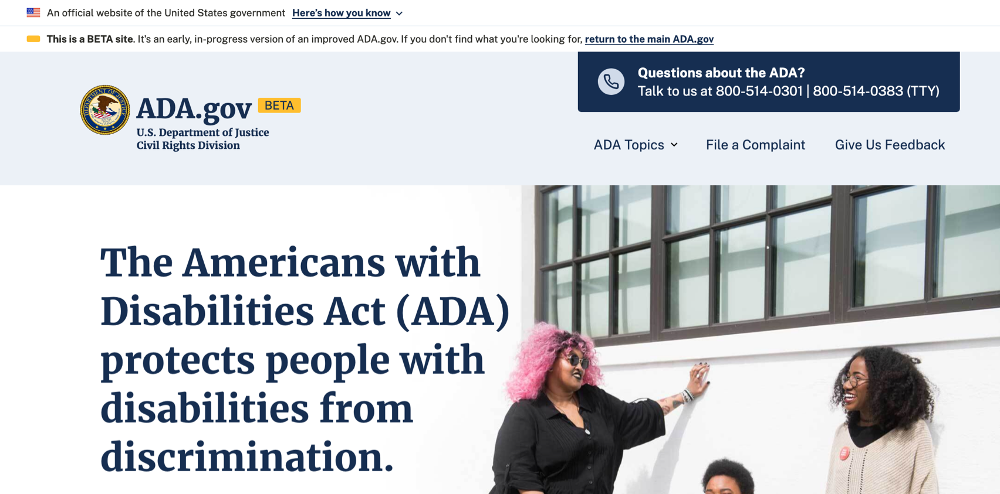 An official website of the United States government Here’s how you know
This is a BETA site. It's an early, in-progress version of an improved ADA.gov. If you don't find what you're looking for, return to the main ADA.gov
Questions about the ADA?
Talk to us at 800-514-0301 | 800-514-0383 (TTY)
ADA.gov BETA
U.S. Department of Justice
Civil Rights Division
ADA Topics File a Complaint Give Us Feedback
The Americans with
Disabilities Act (ADA)
protects people with
disabilities from
discrimination.